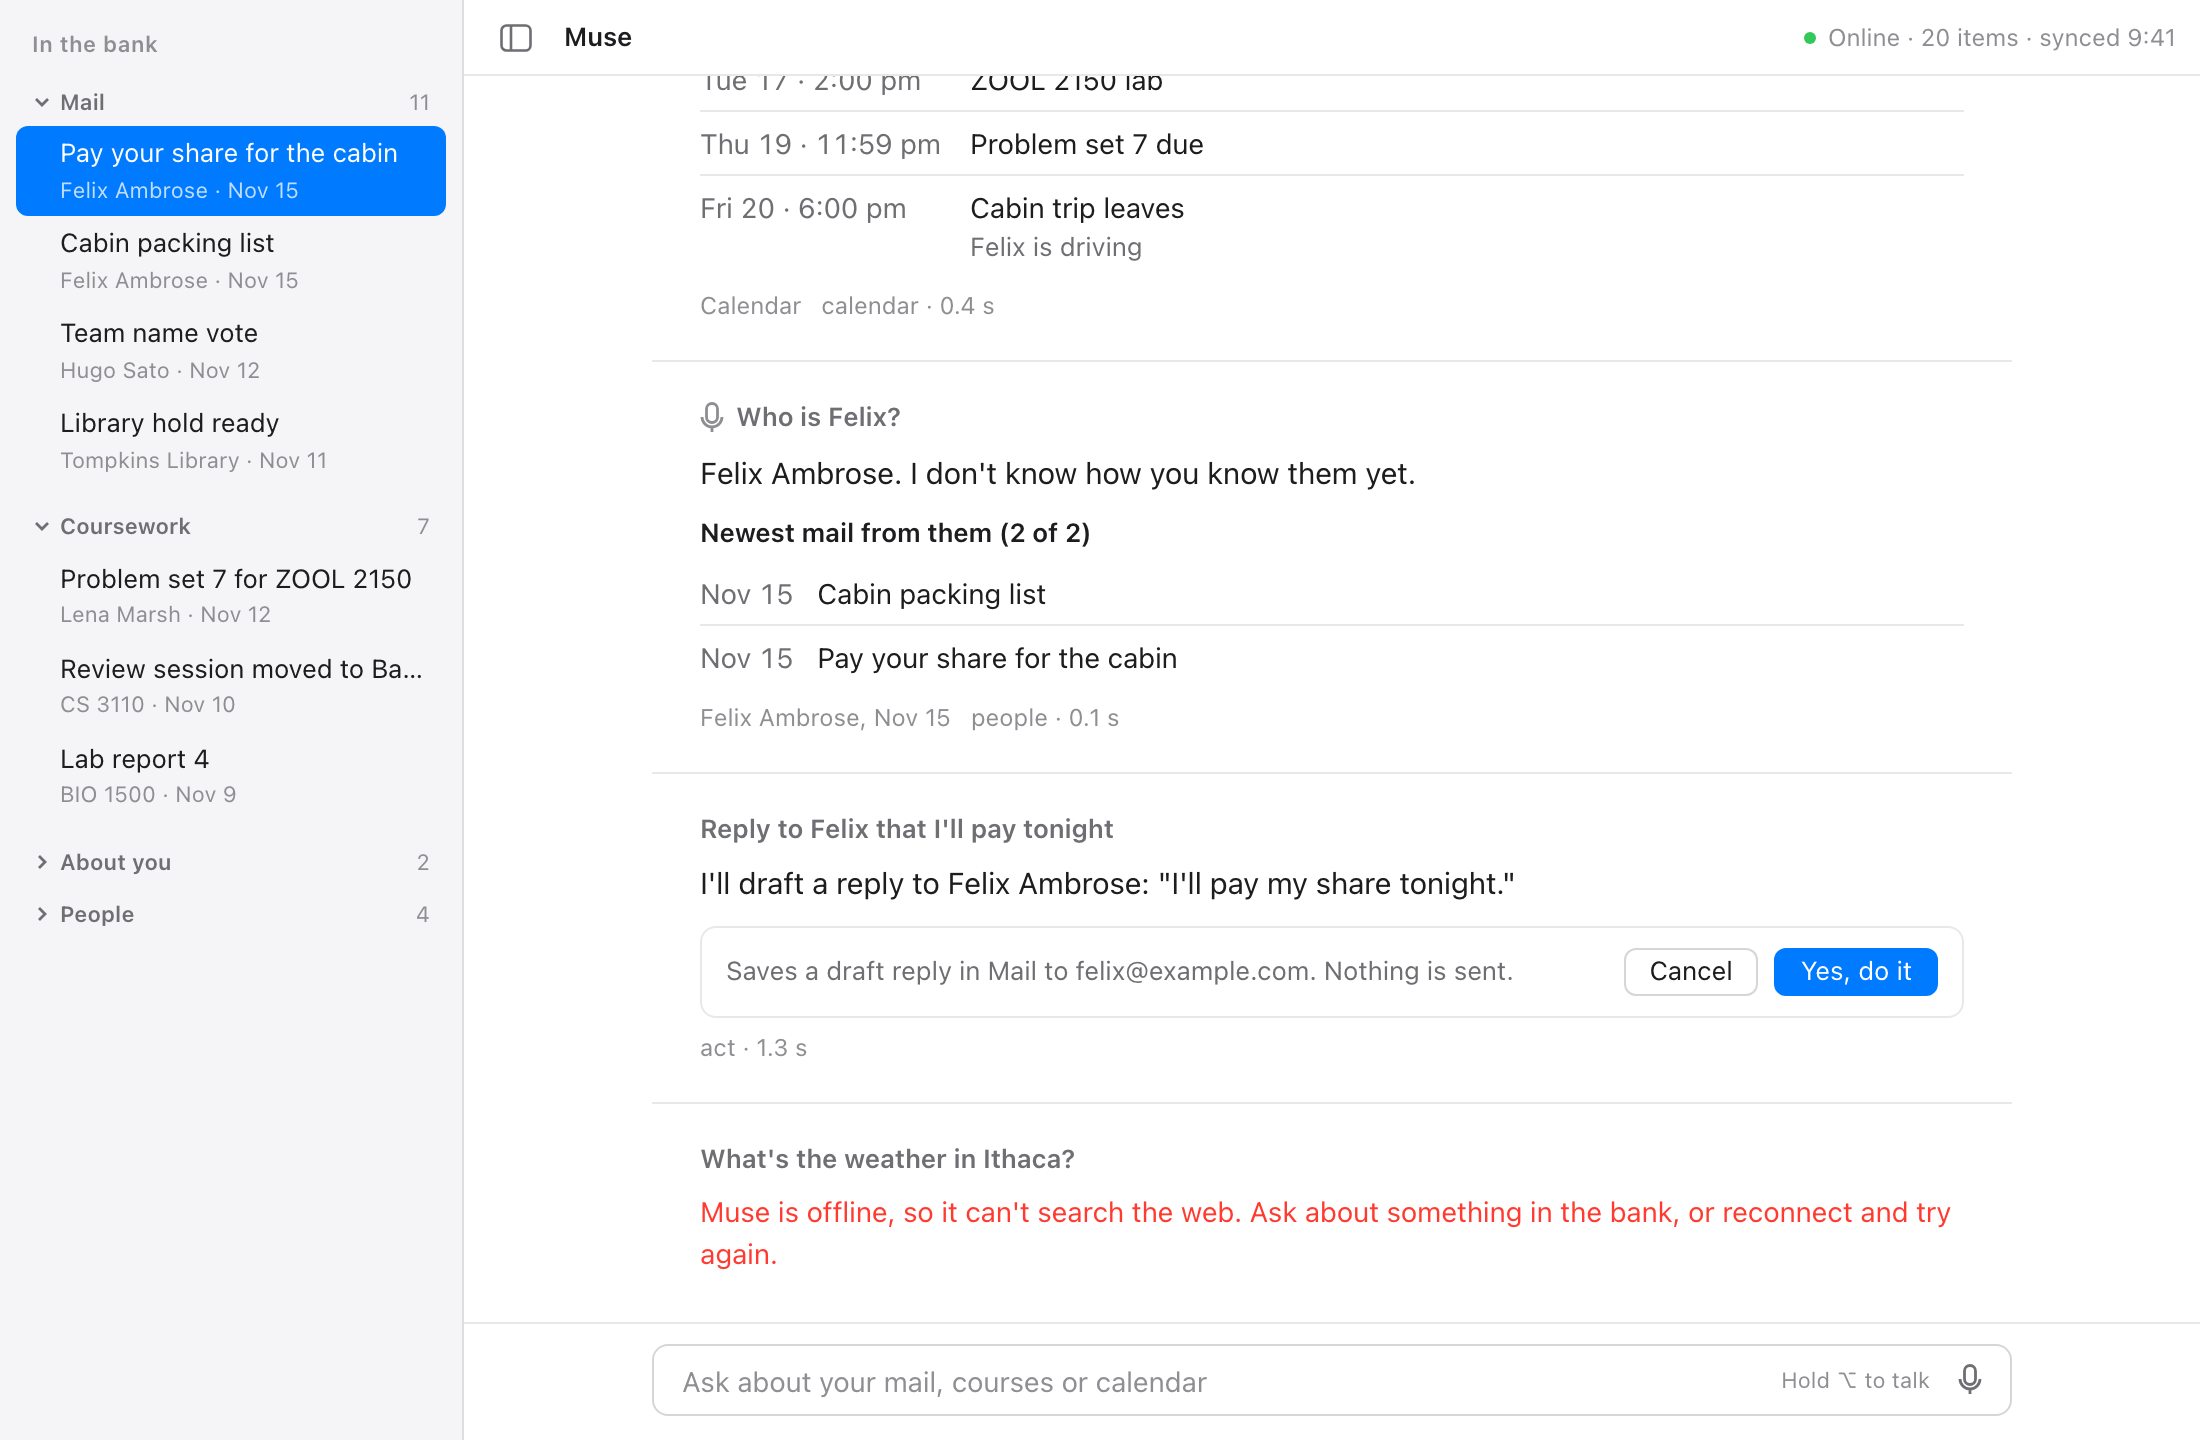 In the bank
Mail 11
Pay your share for the cabin
Felix Ambrose · Nov 15
Cabin packing list
Felix Ambrose · Nov 15
Team name vote
Hugo Sato · Nov 12
Library hold ready
Tompkins Library · Nov 11
Coursework 7
Problem set 7 for ZOOL 2150
Lena Marsh · Nov 12
Review session moved to Ba...
CS 3110 · Nov 10
Lab report 4
BIO 1500 · Nov 9
About you 2
People 4
Muse
Online · 20 items · synced 9:41
Tue 17 · 2:00 pm ZOOL 2150 lab
Thu 19 · 11:59 pm Problem set 7 due
Fri 20 · 6:00 pm Cabin trip leaves
Felix is driving
Calendar calendar · 0.4 s
Who is Felix?
Felix Ambrose. I don't know how you know them yet.
Newest mail from them (2 of 2)
Nov 15 Cabin packing list
Nov 15 Pay your share for the cabin
Felix Ambrose, Nov 15 people · 0.1 s
Reply to Felix that I'll pay tonight
I'll draft a reply to Felix Ambrose: "I'll pay my share tonight."
Saves a draft reply in Mail to felix@example.com. Nothing is sent. Cancel Yes, do it
act · 1.3 s
What's the weather in Ithaca?
Muse is offline, so it can't search the web. Ask about something in the bank, or reconnect and try
again.
Ask about your mail, courses or calendar Hold ⌥ to talk